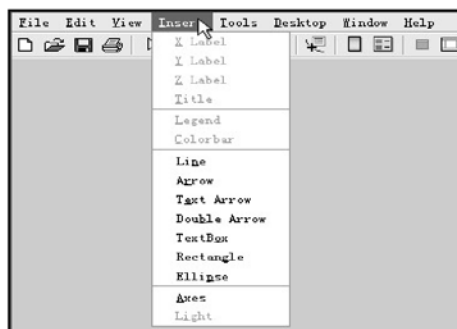 File Edit View Insert Tools Desktop Window Help
X Label
Y Label
Z Label
Title
Legend
Colorbar
Line
Arrow
Text Arrow
Double Arrow
TextBox
Rectangle
Ellipse
Axes
Light